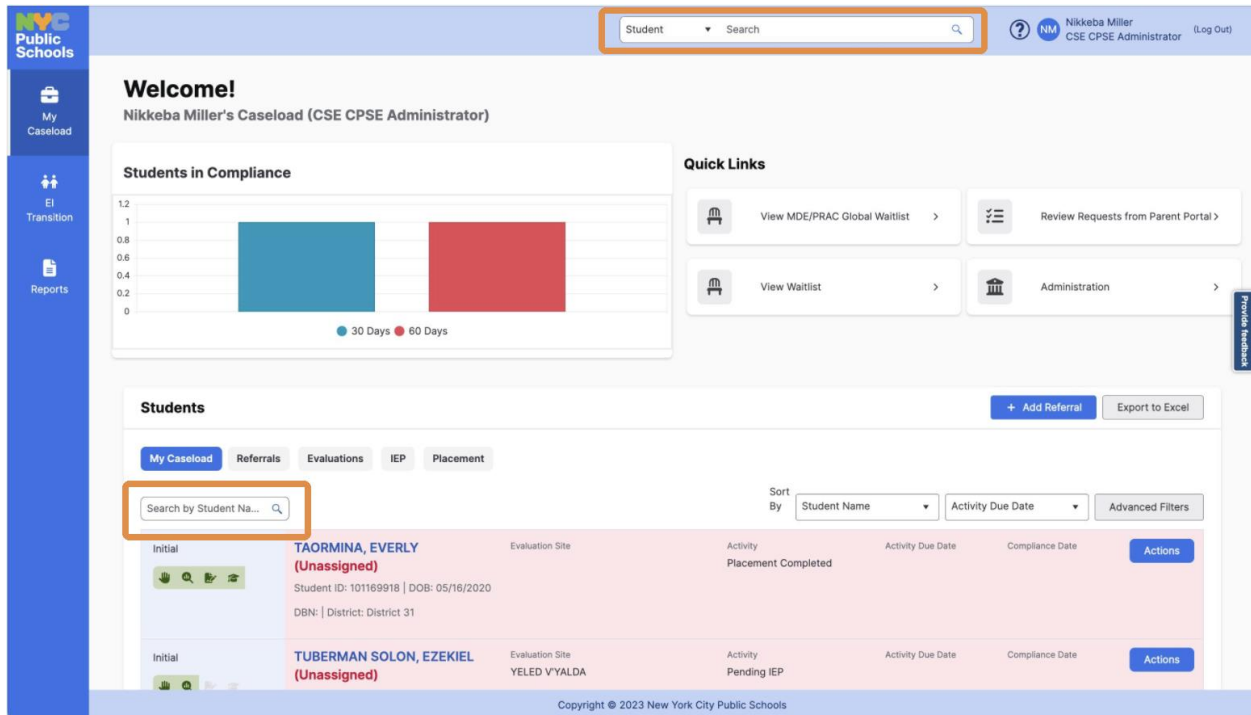 NYC
Public
Schools
Student Search
NM
Nikkeba Miller
CSE CPSE Administrator
(Log Out)
My
Caseload
EI
Transition
Reports
Welcome!
Nikkeba Miller's Caseload (CSE CPSE Administrator)
Students in Compliance
1.2
1
0.8
0.6
0.4
0.2
0
30 Days 60 Days
Quick Links
View MDE/PRAC Global Waitlist
Review Requests from Parent Portal
View Waitlist
Administration
Provide feedback
Students
+ Add Referral Export to Excel
My Caseload Referrals Evaluations IEP Placement
Search by Student Na...
Sort
By
Student Name Activity Due Date Advanced Filters
Initial
TAORMINA, EVERLY
(Unassigned)
Student ID: 101169918 | DOB: 05/16/2020
DBN: | District: District 31
Evaluation Site
Activity
Placement Completed
Activity Due Date
Compliance Date
Actions
Initial
TUBERMAN SOLON, EZEKIEL
(Unassigned)
Evaluation Site
YELED V'YALDA
Activity
Pending IEP
Activity Due Date
Compliance Date
Actions
Copyright © 2023 New York City Public Schools